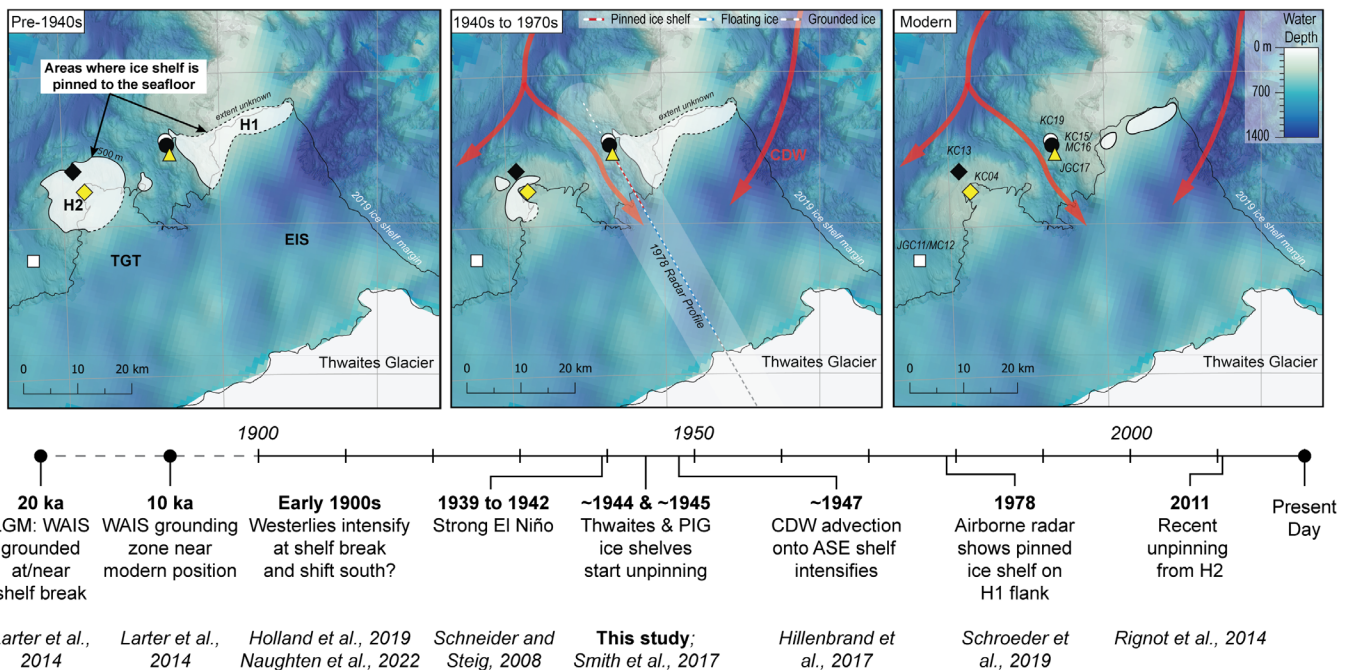 Pre-1940s
Areas where ice shelf is
pinned to the seafloor
extent unknown
H1
500 m
H2
TGT
EIS
2019 ice shelf margin
Thwaites Glacier
0 10 20 km
1940s to 1970s
Pinned ice shelf Floating ice Grounded ice
extent unknown
CDW
2019 ice shelf margin
1978 Radar Profile
Thwaites Glacier
0 10 20 km
Modern
Water
Depth
0 m
700
1400
KC19
KC15/
MC16
KC13
JGC17
KC04
JGC11/MC12
2019 ice shelf margin
Thwaites Glacier
0 10 20 km
1900 1950 2000
20 ka
LGM: WAIS
grounded
at/near
shelf break
Larter et al.,
2014
10 ka
WAIS grounding
zone near
modern position
Larter et al.,
2014
Early 1900s
Westerlies intensify
at shelf break
and shift south?
Holland et al., 2019
Naughten et al., 2022
1939 to 1942
Strong El Niño
Schneider and
Steig, 2008
~1944 & ~1945
Thwaites & PIG
ice shelves
start unpinning
This study;
Smith et al., 2017
~1947
CDW advection
onto ASE shelf
intensifies
Hillenbrand et
al., 2017
1978
Airborne radar
shows pinned
ice shelf on
H1 flank
Schroeder et
al., 2019
2011
Recent
unpinning
from H2
Rignot et al., 2014
Present
Day